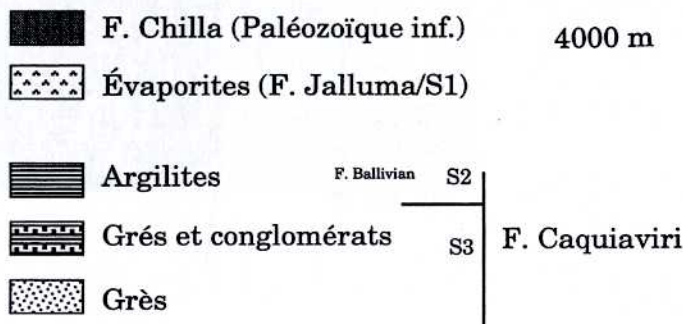 F. Chilla (Paléozoïque inf.) 4000 m
Évaporites (F. Jalluma/S1)
Argilites F. Ballivian S2
Grés et conglomérats S3 F. Caquiaviri
Grès